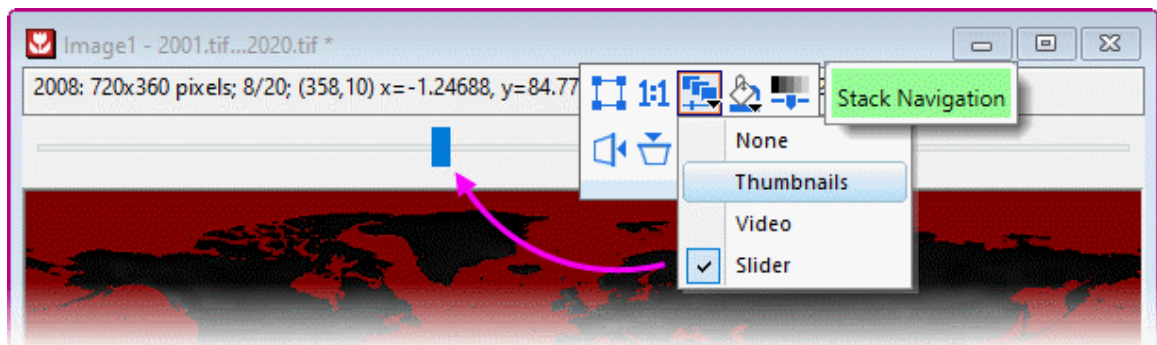 Image1 - 2001.tif...2020.tif *
2008: 720x360 pixels; 8/20; (358,10) x=-1.24688, y=84.77
1:1
Stack Navigation
None
Thumbnails
Video
Slider